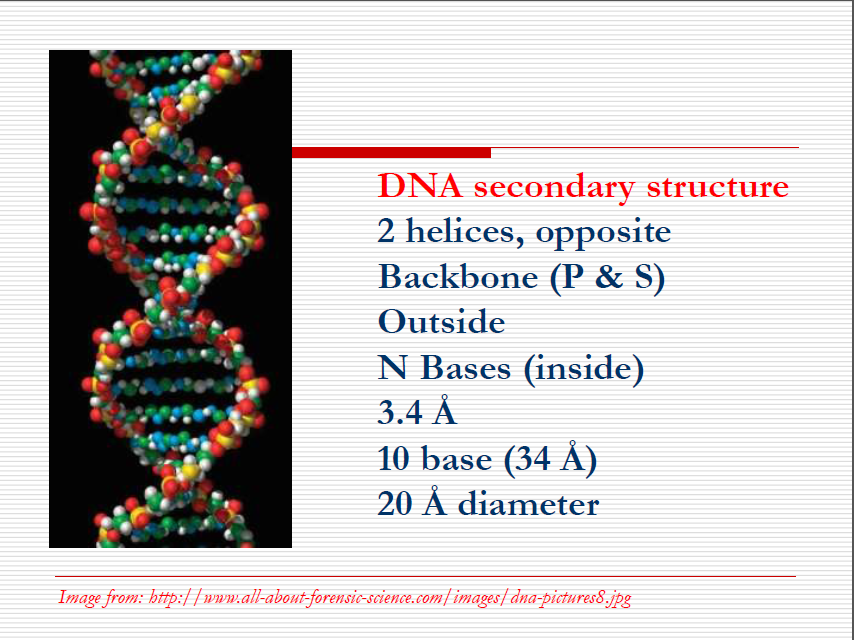 DNA secondary structure
2 helices, opposite
Backbone (P & S)
Outside
N Bases (inside)
3.4 Å
10 base (34 Å)
20 Å diameter
Image from: http://www.all-about-forensic-science.com/images/dna-pictures8.jpg